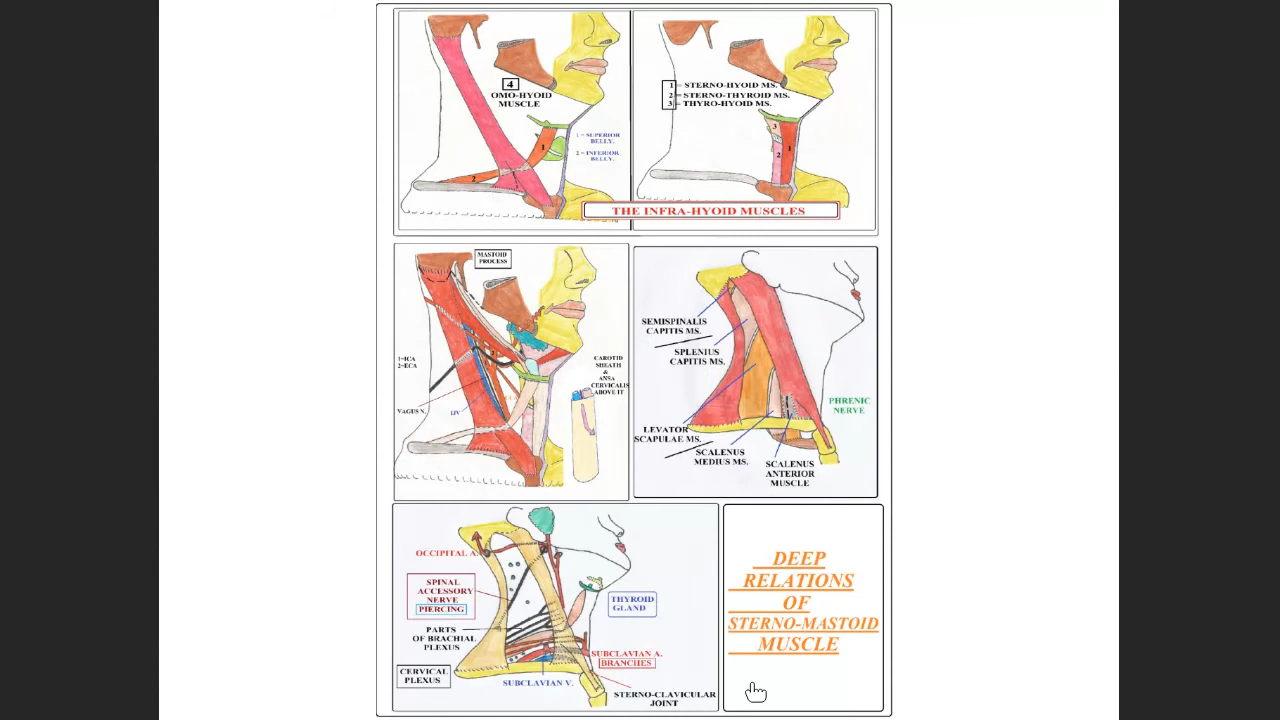 4
OMO-HYOID
MUSCLE
1 = SUPERIOR
BELLY.
2 = INFERIOR
BELLY.
1
2
1 = STERNO-HYOID MS.
2 = STERNO-THYROID MS.
3 = THYRO-HYOID MS.
3
2
1
THE INFRA-HYOID MUSCLES
MASTOID
PROCESS
1=ICA
2=ECA
VAGUS N.
IJV
CAROTID
SHEATH
&
ANSA
CERVICALIS
ABOVE IT
SEMISPINALIS
CAPITIS MS.
SPLENIUS
CAPITIS MS.
LEVATOR
SCAPULAE MS.
SCALENUS
MEDIUS MS.
SCALENUS
ANTERIOR
MUSCLE
PHRENIC
NERVE
OCCIPITAL A.
SPINAL
ACCESSORY
NERVE
PIERCING
PARTS
OF BRACHIAL
PLEXUS
CERVICAL
PLEXUS
SUBCLAVIAN V.
THYROID
GLAND
SUBCLAVIAN A.
BRANCHES
STERNO-CLAVICULAR
JOINT
DEEP
RELATIONS
OF
STERNO-MASTOID
MUSCLE